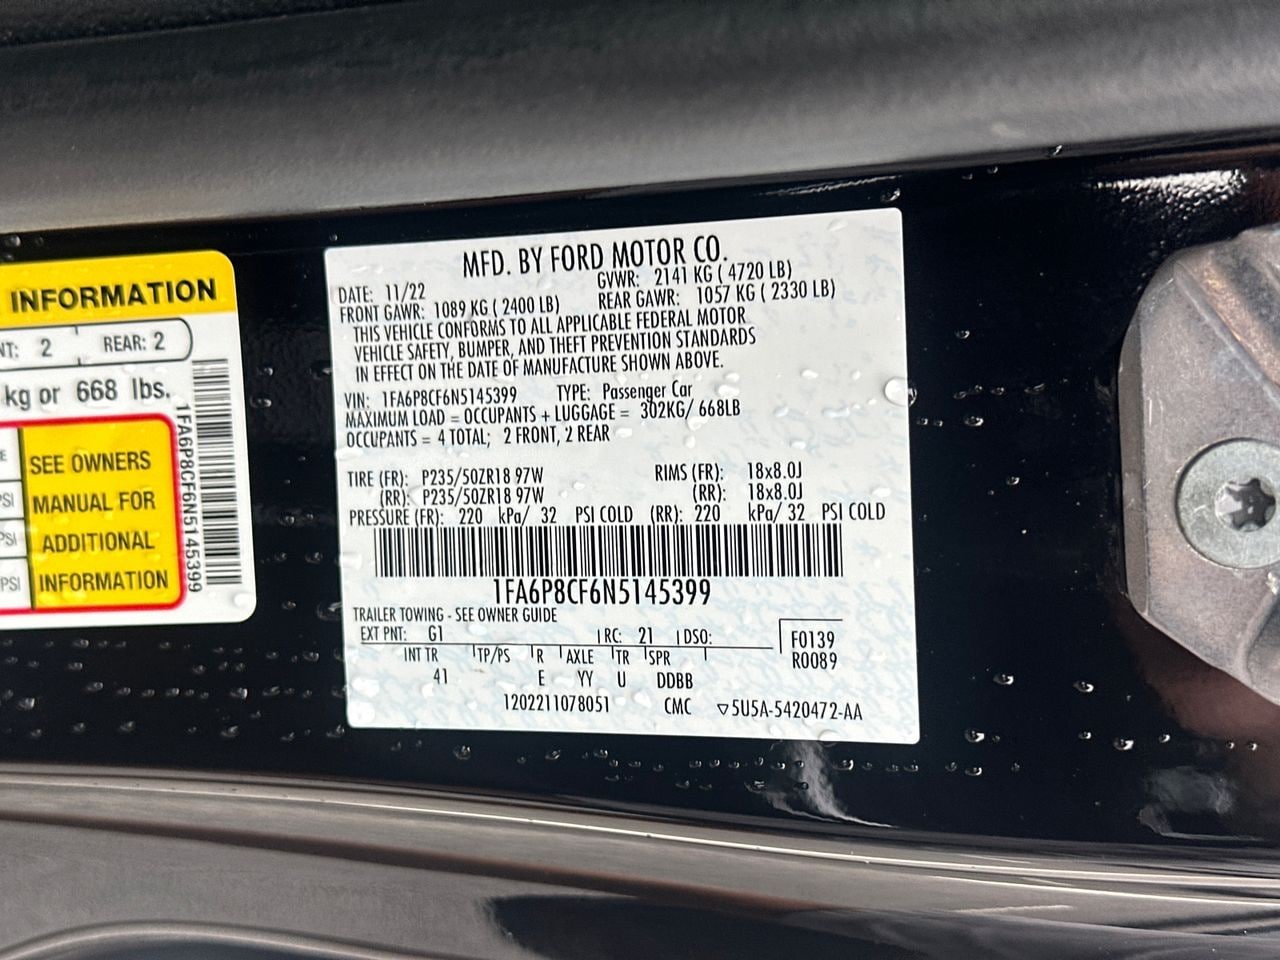 INFORMATION
NT: 2 REAR: 2
kg or 668 lbs.
SEE OWNERS
PSI MANUAL FOR
PSI ADDITIONAL
PSI INFORMATION
1FA6P8CF6N5145399
MFD. BY FORD MOTOR CO.
DATE: 11/22 GVWR: 2141 KG ( 4720 LB)
FRONT GAWR: 1089 KG ( 2400 LB) REAR GAWR: 1057 KG ( 2330 LB)
THIS VEHICLE CONFORMS TO ALL APPLICABLE FEDERAL MOTOR
VEHICLE SAFETY, BUMPER, AND THEFT PREVENTION STANDARDS
IN EFFECT ON THE DATE OF MANUFACTURE SHOWN ABOVE.
VIN: 1FA6P8CF6N5145399 TYPE: Passenger Car
MAXIMUM LOAD = OCCUPANTS + LUGGAGE = 302KG/ 668LB
OCCUPANTS = 4 TOTAL; 2 FRONT, 2 REAR
TIRE (FR): P235/50ZR18 97W RIMS (FR): 18x8.0J
(RR): P235/50ZR18 97W (RR): 18x8.0J
PRESSURE (FR): 220 kPa/ 32 PSI COLD (RR): 220 kPa/ 32 PSI COLD
1FA6P8CF6N5145399
TRAILER TOWING - SEE OWNER GUIDE
EXT PNT: G1 RC: 21 DSO: F0139
INT TR TP/PS R AXLE TR SPR R0089
41 E YY U DDBB
1202211078051 CMC ▽5U5A-5420472-AA